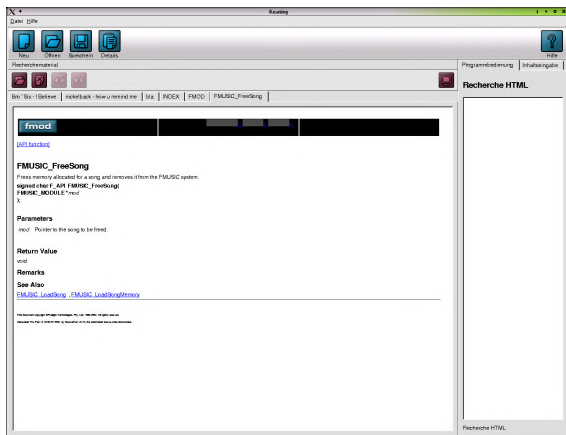 Keating
Datei Hilfe
Neu Öffnen Speichern Details Hilfe
Recherchematerial
Programmbedienung Inhaltseingabe
Recherche HTML
Bro'Sis - I Believe nickelback - how u remind me bla INDEX FMOD FMUSIC_FreeSong
fmod
[API function]
FMUSIC_FreeSong
Frees memory allocated for a song and removes it from the FMUSIC system.
signed char F_API FMUSIC_FreeSong(
FMUSIC_MODULE *mod
);
Parameters
mod Pointer to the song to be freed.
Return Value
void
Remarks
See Also
FMUSIC_LoadSong , FMUSIC_LoadSongMemory
Recherche HTML